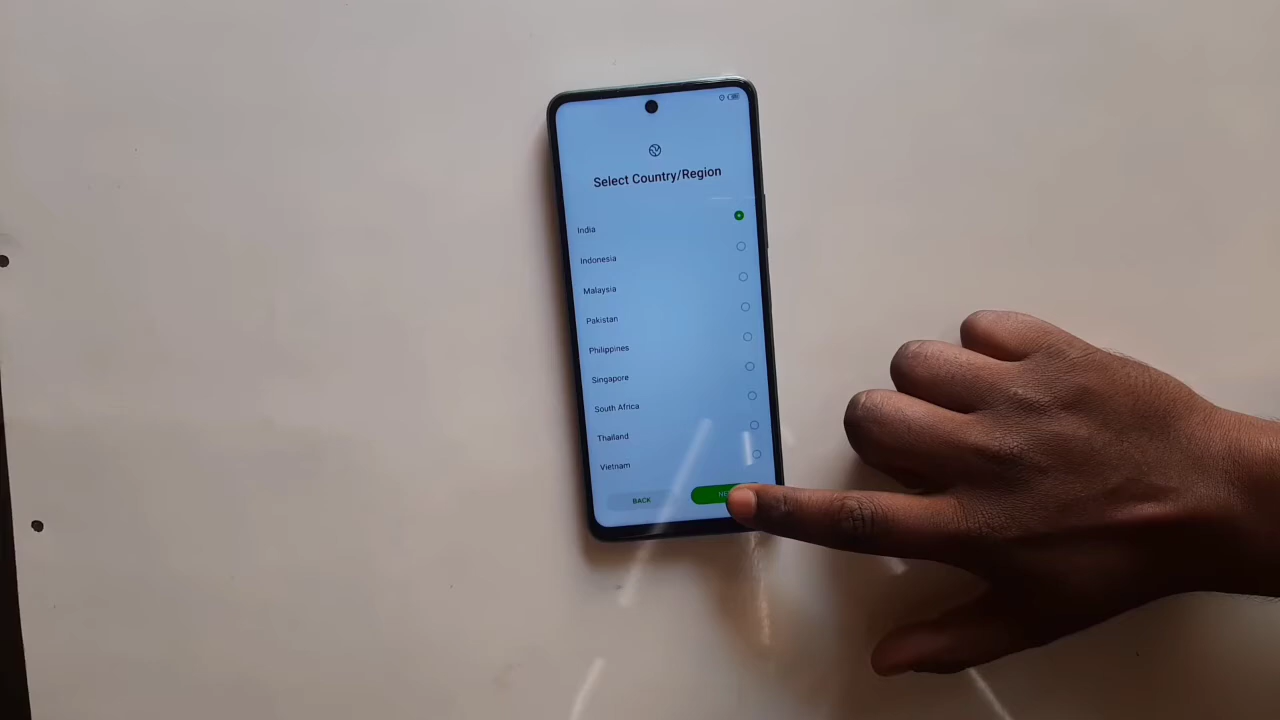 Select Country/Region
India
Indonesia
Malaysia
Pakistan
Philippines
Singapore
South Africa
Thailand
Vietnam
BACK